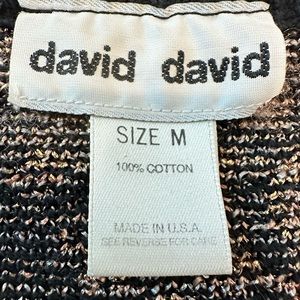 david david
SIZE M
100% COTTON
MADE IN U.S.A.
SEE REVERSE FOR CARE